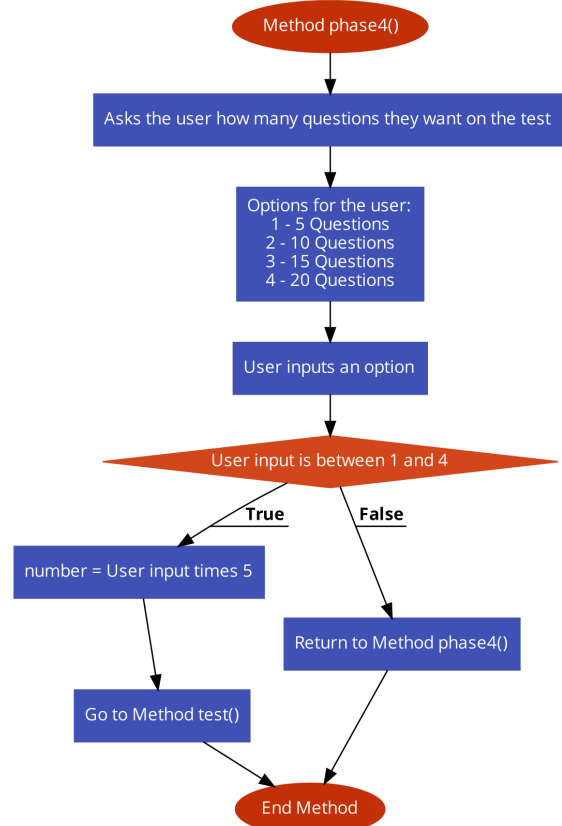 Method phase4()
Asks the user how many questions they want on the test
Options for the user:
1 - 5 Questions
2 - 10 Questions
3 - 15 Questions
4 - 20 Questions
User inputs an option
User input is between 1 and 4
True
False
number = User input times 5
Return to Method phase4()
Go to Method test()
End Method